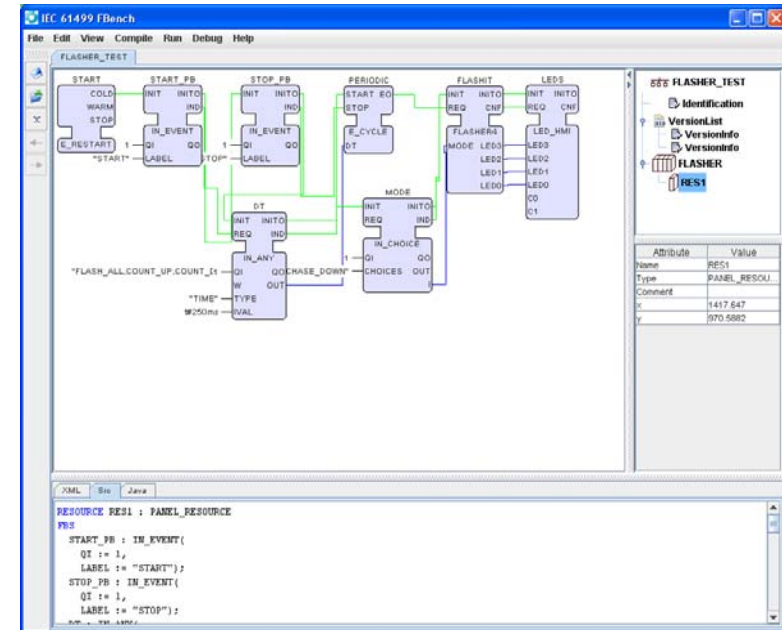 IEC 61499 FBench
File Edit View Compile Run Debug Help
FLASHER_TEST
START
COLD
WARM
STOP
E_RESTART
START_PB
INIT INITO
IND
IN_EVENT
1 QI QO
"START" LABEL
STOP_PB
INIT INITO
IND
IN_EVENT
1 QI QO
STOP" LABEL
PERIODIC
START EO
STOP
E_CYCLE
DT
FLASHIT
INIT INITO
REQ CNF
FLASHER4
MODE LED3
LED2
LED1
LED0
LEDS
INIT INITO
REQ CNF
LED_HMI
LED3
LED2
LED1
LED0
C0
C1
DT
INIT INITO
REQ IND
IN_ANY
"FLASH_ALL,COUNT_UP,COUNT_D QI QO
W OUT
"TIME" TYPE
t#250ms IVAL
MODE
INIT INITO
REQ IND
IN_CHOICE
1 QI QO
CHASE_DOWN" CHOICES OUT
I
FLASHER_TEST
Identification
VersionList
VersionInfo
VersionInfo
FLASHER
RES1
Attribute Value
Name RES1
Type PANEL_RESOU...
Comment
x 1417.647
y 970.5882
XML Src Java
RESOURCE RES1 : PANEL_RESOURCE
FBS
START_PB : IN_EVENT(
QI := 1,
LABEL := "START");
STOP_PB : IN_EVENT(
QI := 1,
LABEL := "STOP");
DT : IN_ANY(